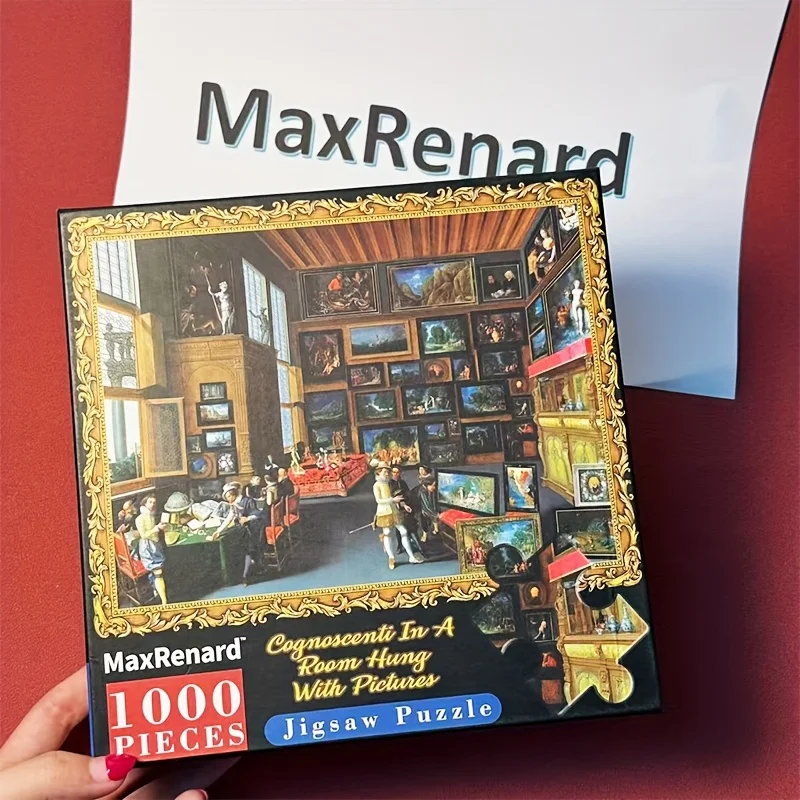 MaxRenard
MaxRenard™
Cognoscenti In A
Room Hung
With Pictures
1000
PIECES
Jigsaw Puzzle